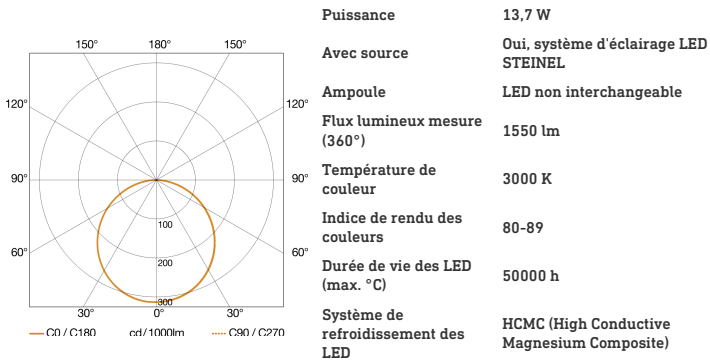 150° 180° 150°
120° 120°
90° 90°
100
60° 60°
200
300
30° 0° 30°
C0 / C180 cd / 1000lm C90 / C270
Puissance 13,7 W
Avec source Oui, système d'éclairage LED
STEINEL
Ampoule LED non interchangeable
Flux lumineux mesure
(360°) 1550 lm
Température de
couleur 3000 K
Indice de rendu des
couleurs 80-89
Durée de vie des LED
(max. °C) 50000 h
Système de
refroidissement des
LED
HCMC (High Conductive
Magnesium Composite)